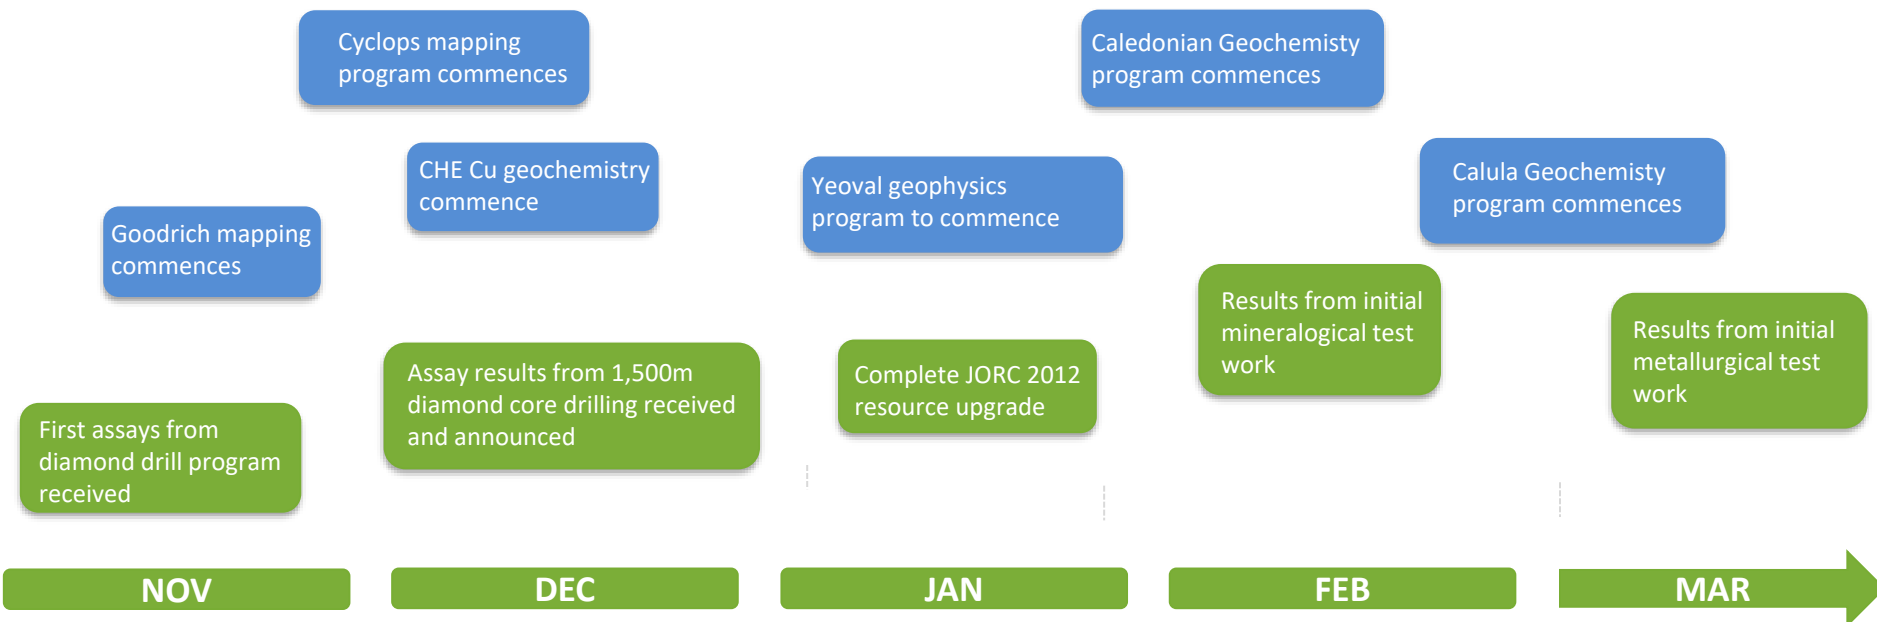 Cyclops mapping
program commences
Caledonian Geochemisty
program commences
CHE Cu geochemistry
commence
Yeoval geophysics
program to commence
Calula Geochemisty
program commences
Goodrich mapping
commences
Results from initial
mineralogical test
work
Results from initial
metallurgical test
work
Assay results from 1,500m
diamond core drilling received
and announced
Complete JORC 2012
resource upgrade
First assays from
diamond drill program
received
NOV
DEC
JAN
FEB
MAR